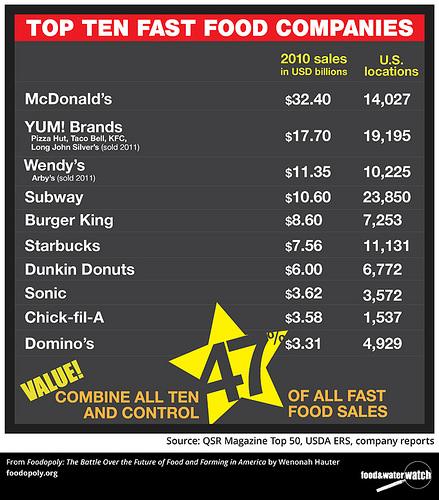 TOP TEN FAST FOOD COMPANIES
2010 sales in USD billions U.S. locations
McDonald's $32.40 14,027
YUM! Brands $17.70 19,195
Pizza Hut, Taco Bell, KFC,
Long John Silver's (sold 2011)
Wendy's $11.35 10,225
Arby's (sold 2011)
Subway $10.60 23,850
Burger King $8.60 7,253
Starbucks $7.56 11,131
Dunkin Donuts $6.00 6,772
Sonic $3.62 3,572
Chick-fil-A $3.58 1,537
Domino's $3.31 4,929
VALUE!
COMBINE ALL TEN
AND CONTROL
47%
OF ALL FAST
FOOD SALES
Source: QSR Magazine Top 50, USDA ERS, company reports
From Foodopoly: The Battle Over the Future of Food and Farming in America by Wenonah Hauter
foodopoly.org
food&waterwatch